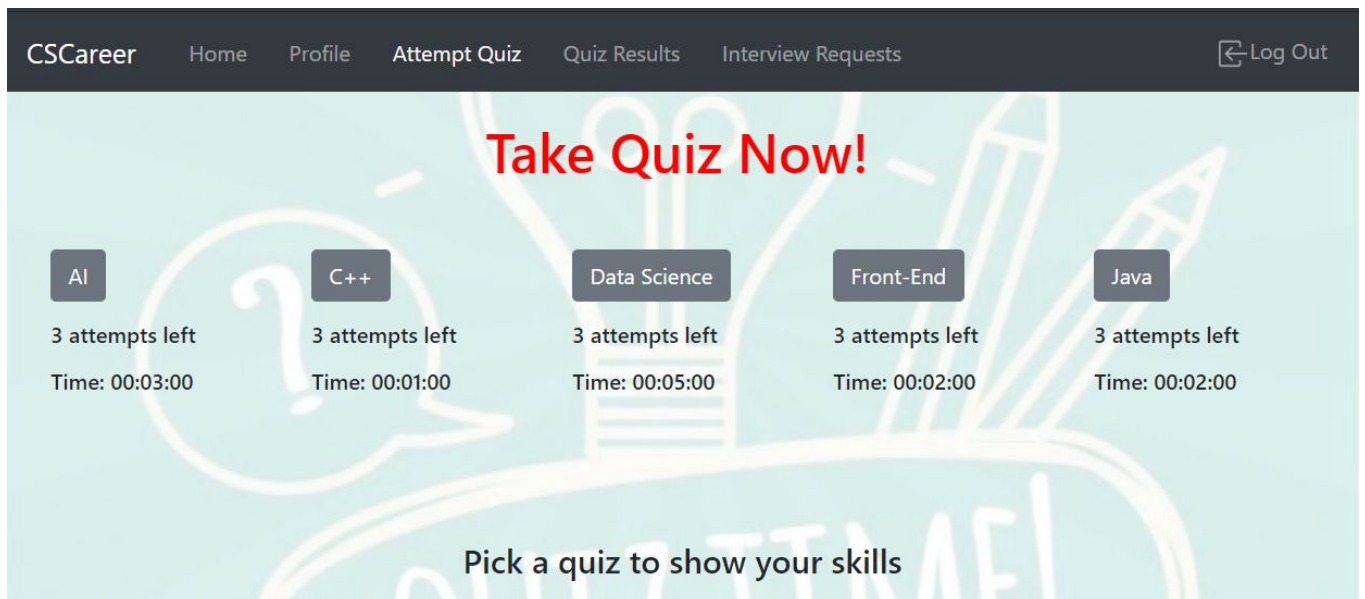 CSCareer Home Profile Attempt Quiz Quiz Results Interview Requests Log Out
Take Quiz Now!
AI C++ Data Science Front-End Java
3 attempts left 3 attempts left 3 attempts left 3 attempts left 3 attempts left
Time: 00:03:00 Time: 00:01:00 Time: 00:05:00 Time: 00:02:00 Time: 00:02:00
?
QUIZ TIME!
Pick a quiz to show your skills